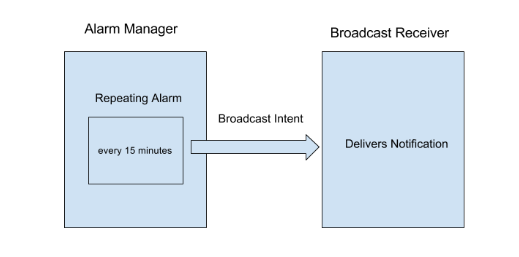 Alarm Manager
Broadcast Receiver
Repeating Alarm
Broadcast Intent
every 15 minutes
Delivers Notification